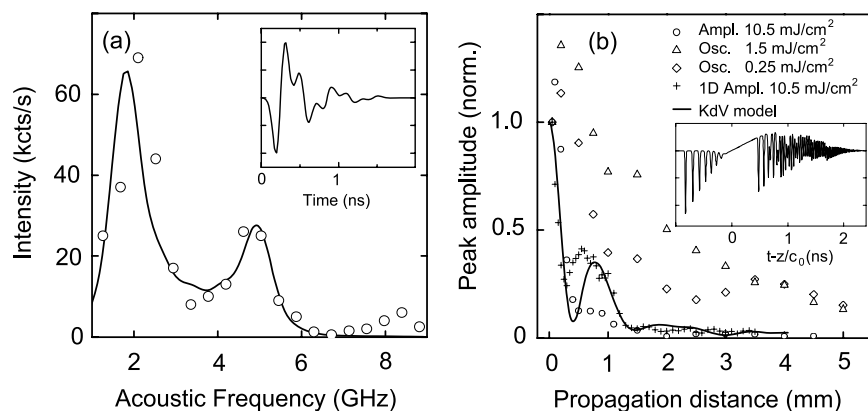 (a)
Intensity (kcts/s)
60
40
20
0
2
4
6
8
Acoustic Frequency (GHz)
0
1
Time (ns)
(b)
Peak amplitude (norm.)
1.0
0.5
0
0
1
2
3
4
5
Propagation distance (mm)
Ampl. 10.5 mJ/cm²
Osc. 1.5 mJ/cm²
Osc. 0.25 mJ/cm²
1D Ampl. 10.5 mJ/cm²
KdV model
0
1
2
t-z/c₀(ns)